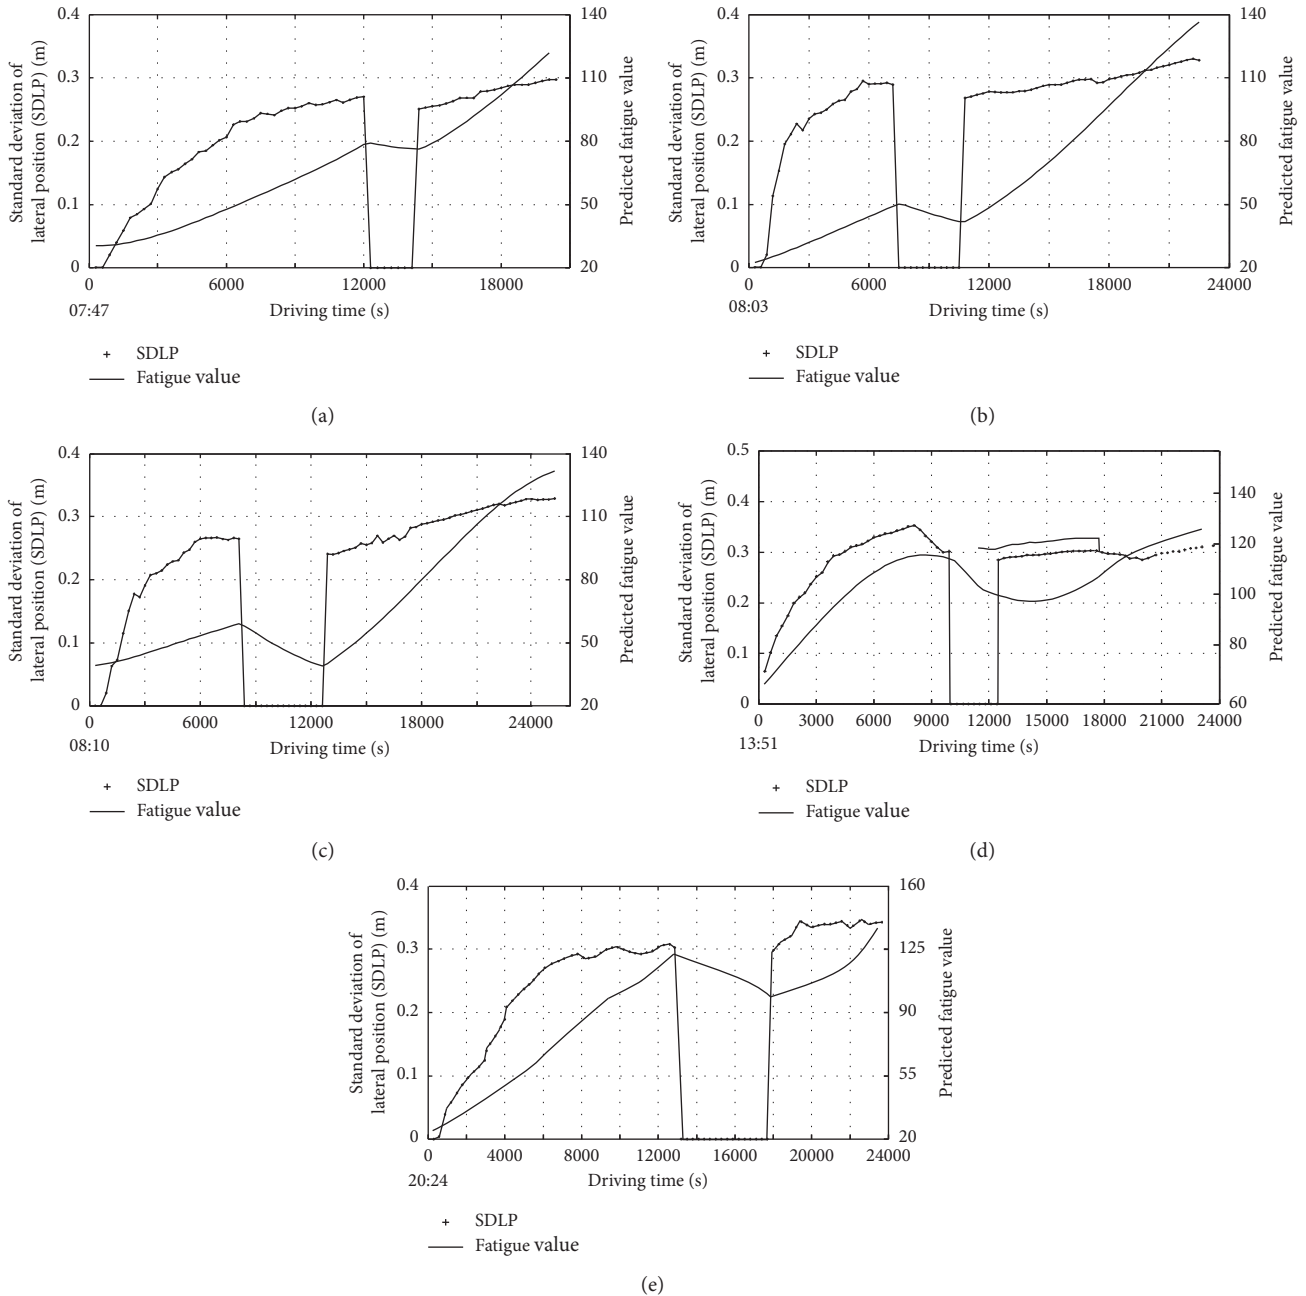 0.4
0.3
0.2
0.1
0
Standard deviation of
lateral position (SDLP) (m)
140
110
80
50
20
Predicted fatigue value
0 6000 12000 18000
07:47
Driving time (s)
SDLP
Fatigue value
(a)
0.4
0.3
0.2
0.1
0
Standard deviation of
lateral position (SDLP) (m)
140
110
80
50
20
Predicted fatigue value
0 6000 12000 18000 24000
08:03
Driving time (s)
SDLP
Fatigue value
(b)
0.4
0.3
0.2
0.1
0
Standard deviation of
lateral position (SDLP) (m)
140
110
80
50
20
Predicted fatigue value
0 6000 12000 18000 24000
08:10
Driving time (s)
SDLP
Fatigue value
(c)
0.5
0.4
0.3
0.2
0.1
0
Standard deviation of
lateral position (SDLP) (m)
140
120
100
80
60
Predicted fatigue value
0 3000 6000 9000 12000 15000 18000 21000 24000
13:51
Driving time (s)
SDLP
Fatigue value
(d)
0.4
0.3
0.2
0.1
0
Standard deviation of
lateral position (SDLP) (m)
160
125
90
55
20
Predicted fatigue value
0 4000 8000 12000 16000 20000 24000
20:24
Driving time (s)
SDLP
Fatigue value
(e)